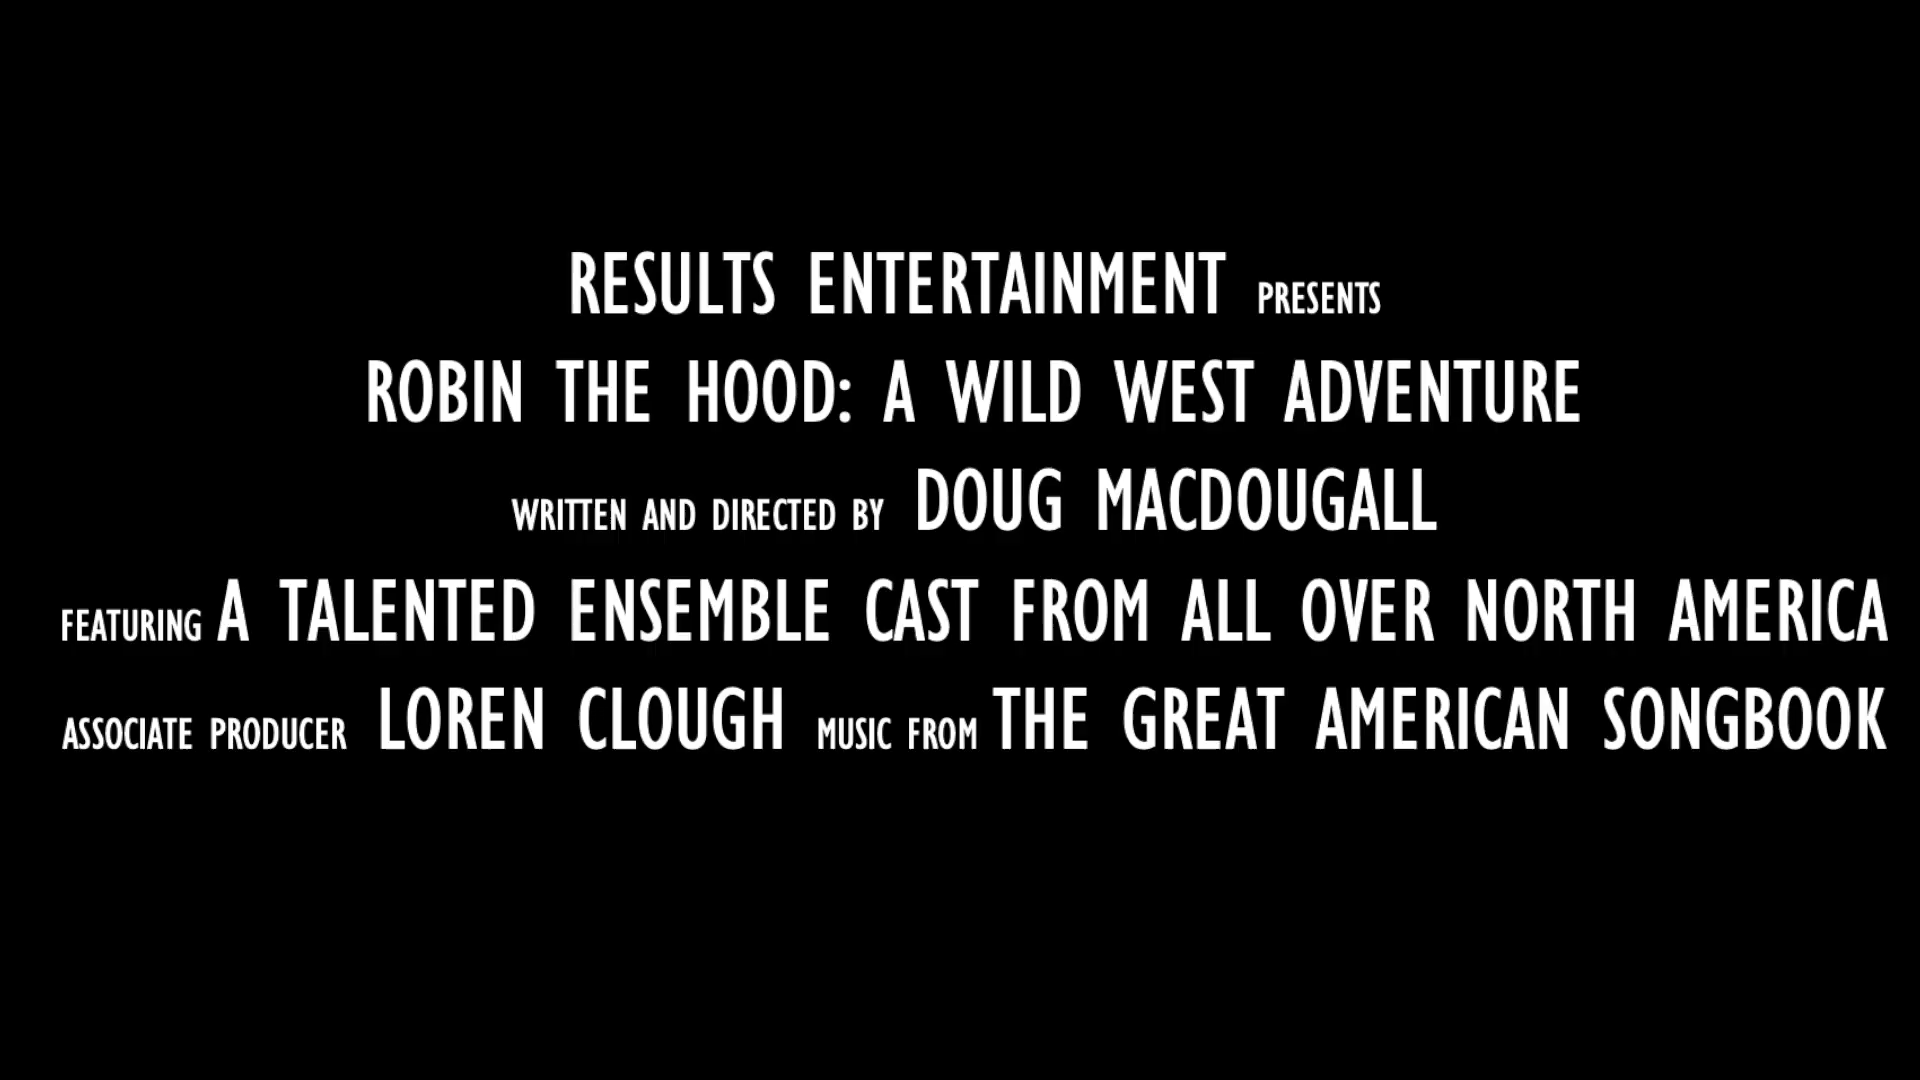 RESULTS ENTERTAINMENT PRESENTS
ROBIN THE HOOD: A WILD WEST ADVENTURE
WRITTEN AND DIRECTED BY DOUG MACDOUGALL
FEATURING A TALENTED ENSEMBLE CAST FROM ALL OVER NORTH AMERICA
ASSOCIATE PRODUCER LOREN CLOUGH MUSIC FROM THE GREAT AMERICAN SONGBOOK